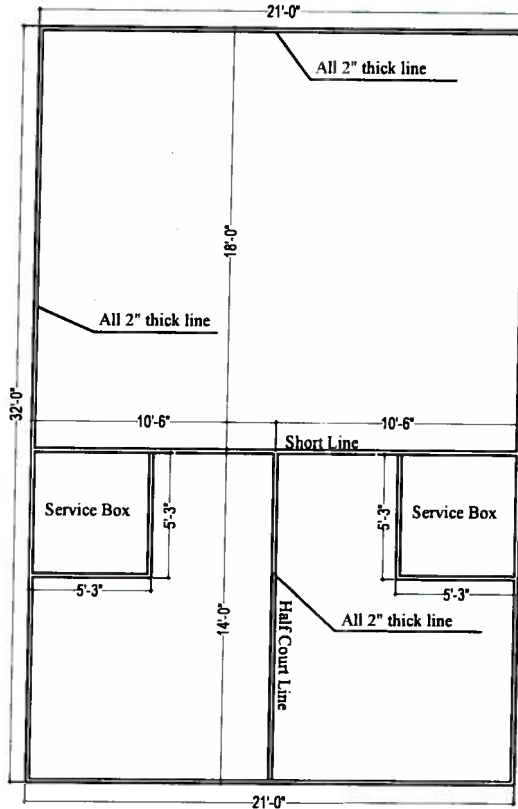 21'-0"
All 2" thick line
18'-0"
All 2" thick line
32'-0"
10'-6"
10'-6"
Short Line
Service Box
5'-3"
5'-3"
Service Box
5'-3"
5'-3"
14'-0"
Half Court Line
All 2" thick line
21'-0"